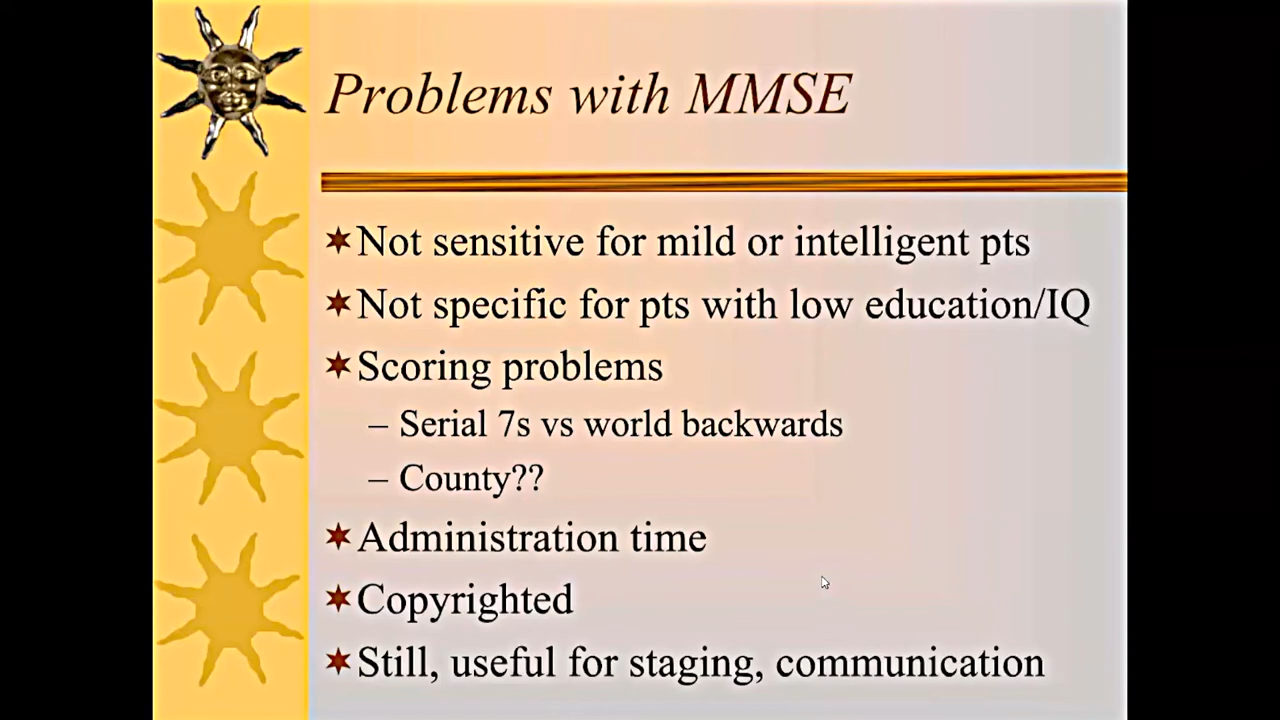 Problems with MMSE
Not sensitive for mild or intelligent pts
Not specific for pts with low education/IQ
Scoring problems
– Serial 7s vs world backwards
– County??
Administration time
Copyrighted
Still, useful for staging, communication